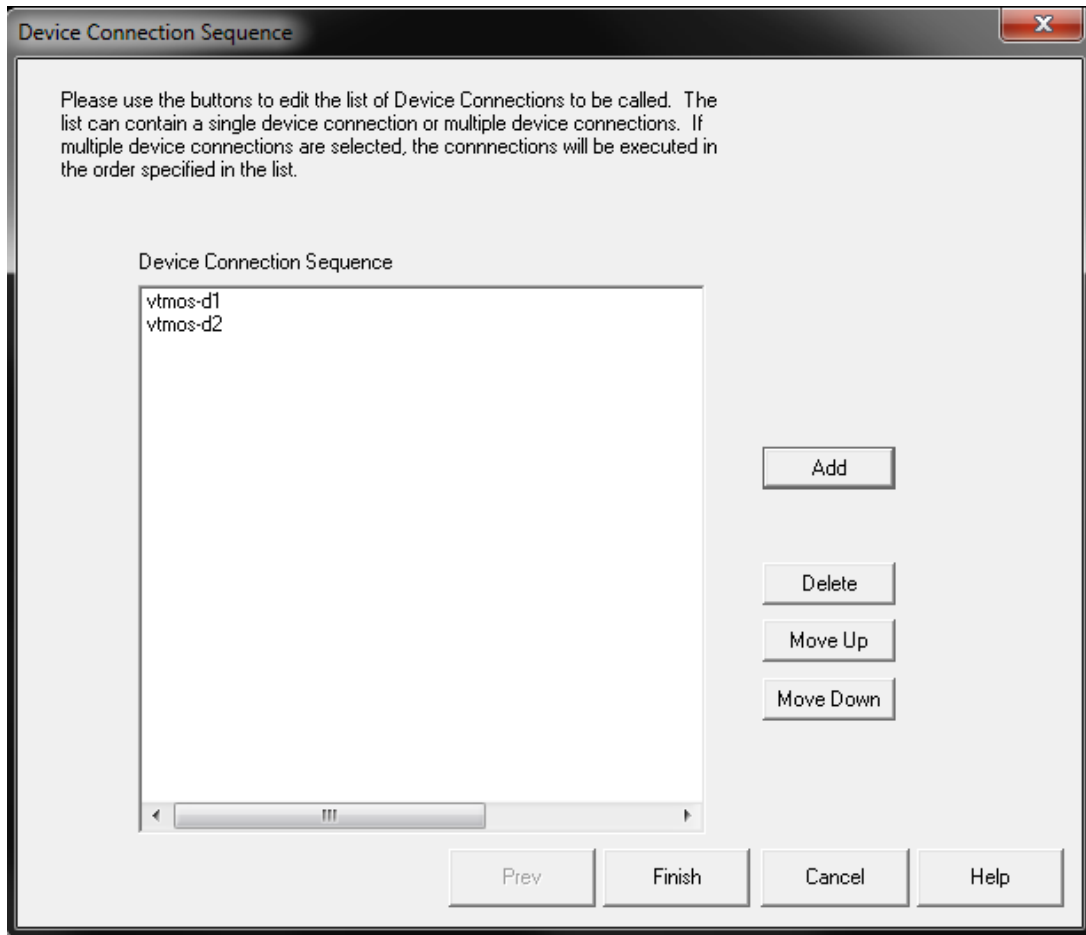 Device Connection Sequence
Please use the buttons to edit the list of Device Connections to be called. The
list can contain a single device connection or multiple device connections. If
multiple device connections are selected, the connnections will be executed in
the order specified in the list.
Device Connection Sequence
vtmos-d1
vtmos-d2
Add
Delete
Move Up
Move Down
Prev
Finish
Cancel
Help